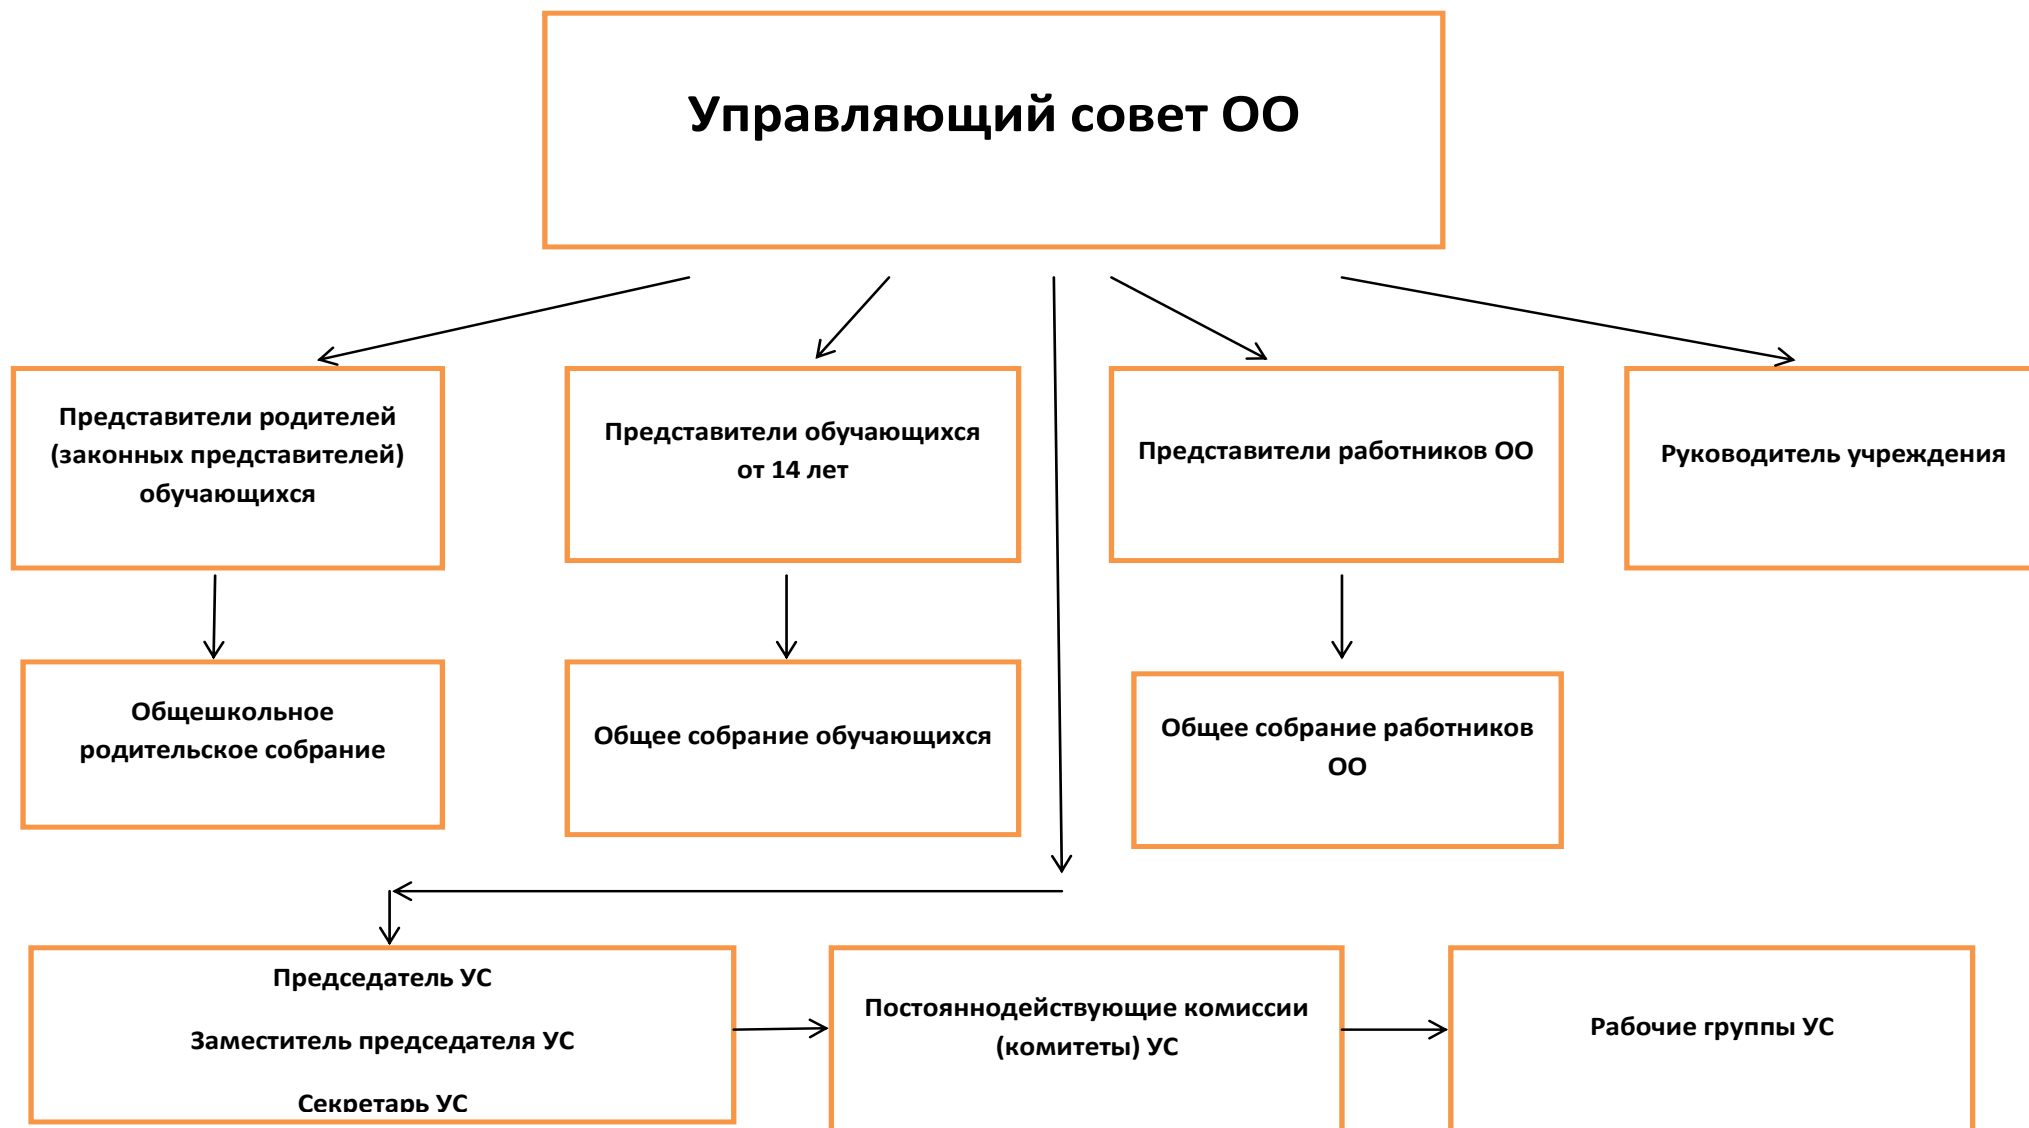 Управляющий совет ОО
Представители родителей
(законных представителей)
обучающихся
Представители обучающихся
от 14 лет
Представители работников ОО
Руководитель учреждения
Общешкольное
родительское собрание
Общее собрание обучающихся
Общее собрание работников
ОО
Председатель УС
Заместитель председателя УС
Секретарь УС
Постояннодействующие комиссии
(комитеты) УС
Рабочие группы УС